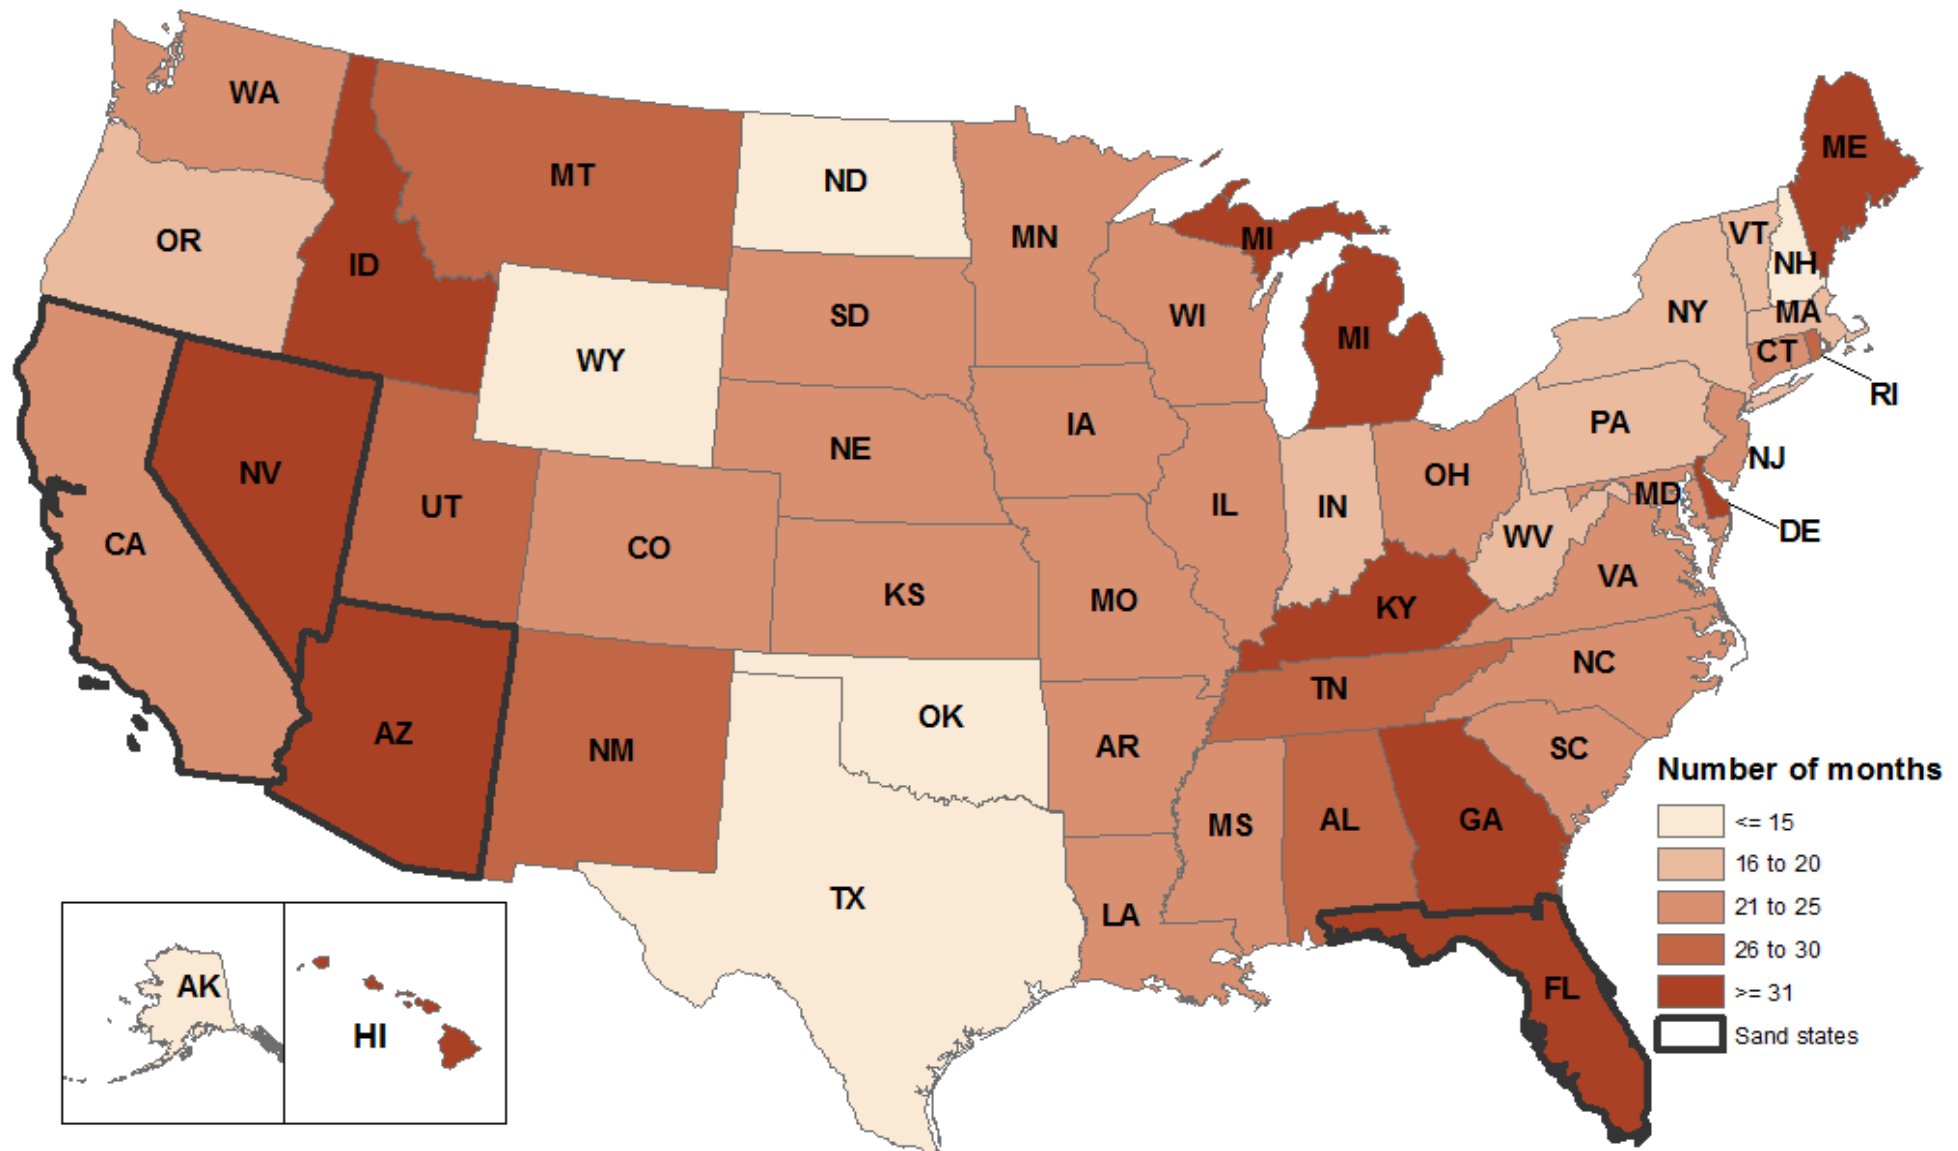 WA
MT
ND
MN
ME
OR
ID
MI
VT
NH
WY
SD
WI
MI
NY
MA
CT
RI
NV
UT
NE
IA
IL
IN
OH
PA
NJ
MD
DE
CA
CO
KS
MO
WV
VA
KY
AZ
NM
OK
AR
TN
NC
SC
MS
AL
GA
TX
LA
FL
AK
HI
Number of months
<= 15
16 to 20
21 to 25
26 to 30
>= 31
Sand states